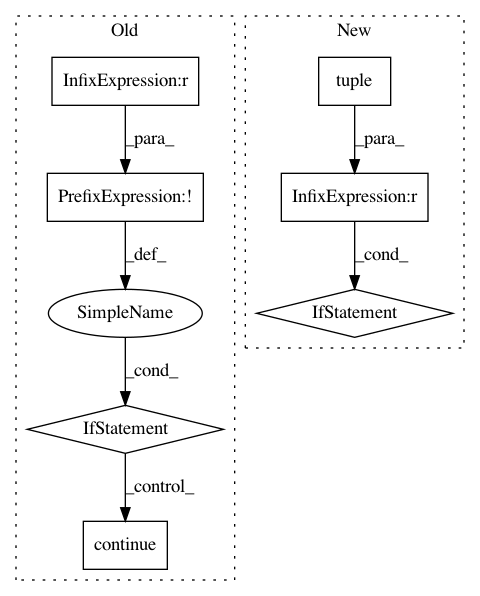 Old
InfixExpression:r
_para_
PrefixExpression:!
_def_
SimpleName
_cond_
IfStatement
_control_
continue
New
tuple
_para_
InfixExpression:r
_cond_
IfStatement